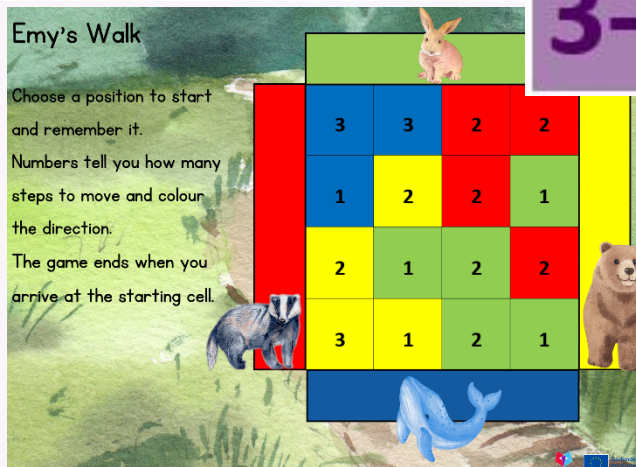 Emy's Walk
3-
Choose a position to start
and remember it.
Numbers tell you how many
steps to move and colour
the direction.
The game ends when you
arrive at the starting cell.
3 3 2 2
1 2 2 1
2 1 2 2
3 1 2 1